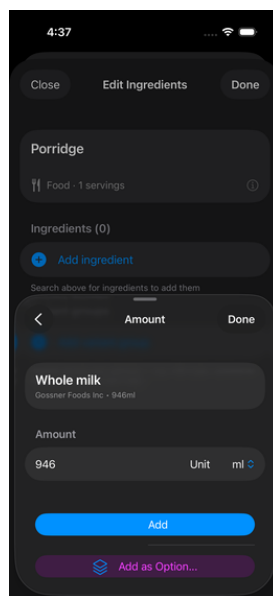 4:37
Close Edit Ingredients Done
Porridge
Food · 1 servings
Ingredients (0)
Add ingredient
Search above for ingredients to add them
Amount Done
Whole milk
Gossner Foods Inc • 946ml
Amount
946 Unit ml
Add
Add as Option...